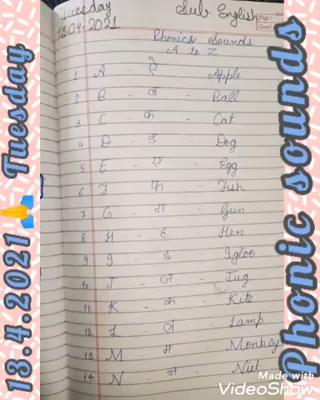 Tuesday Sub English
13.04.2021
Phonics Sounds
A to Z
1 A - ऐ - Apple
2 B - ब - Ball
3 C - क - Cat
4 D - ड - Dog
5 E - ए - Egg
6 F - फ - Fish
7 G - ग - Gun
8 H - ह - Hen
9 I - इ - Igloo
10 J - ज - Jug
11 K - क - Kite
12 L - ल - Lamp
13 M - म - Monkey
14 N - न - Net
13.4.2021 🙏 Tuesday
Phonic sounds
Made with
VideoShow